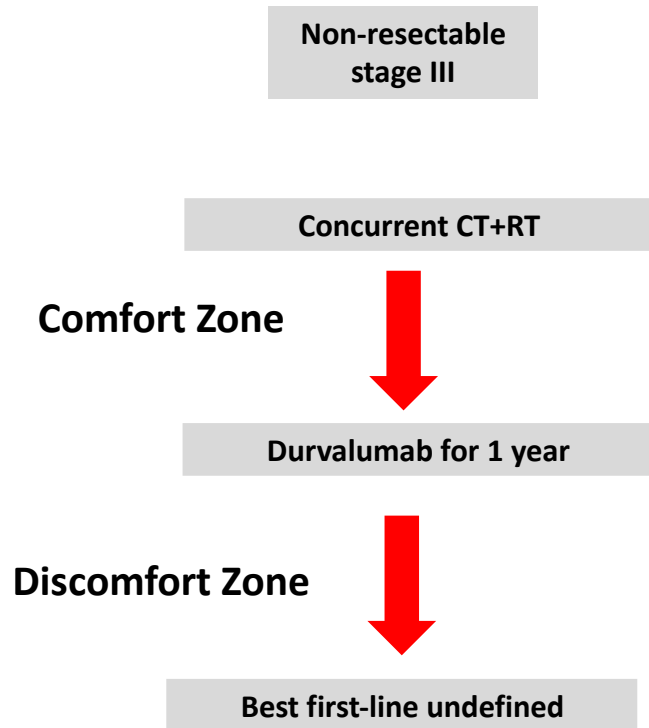 Non-resectable
stage III
Concurrent CT+RT
Comfort Zone
Durvalumab for 1 year
Discomfort Zone
Best first-line undefined